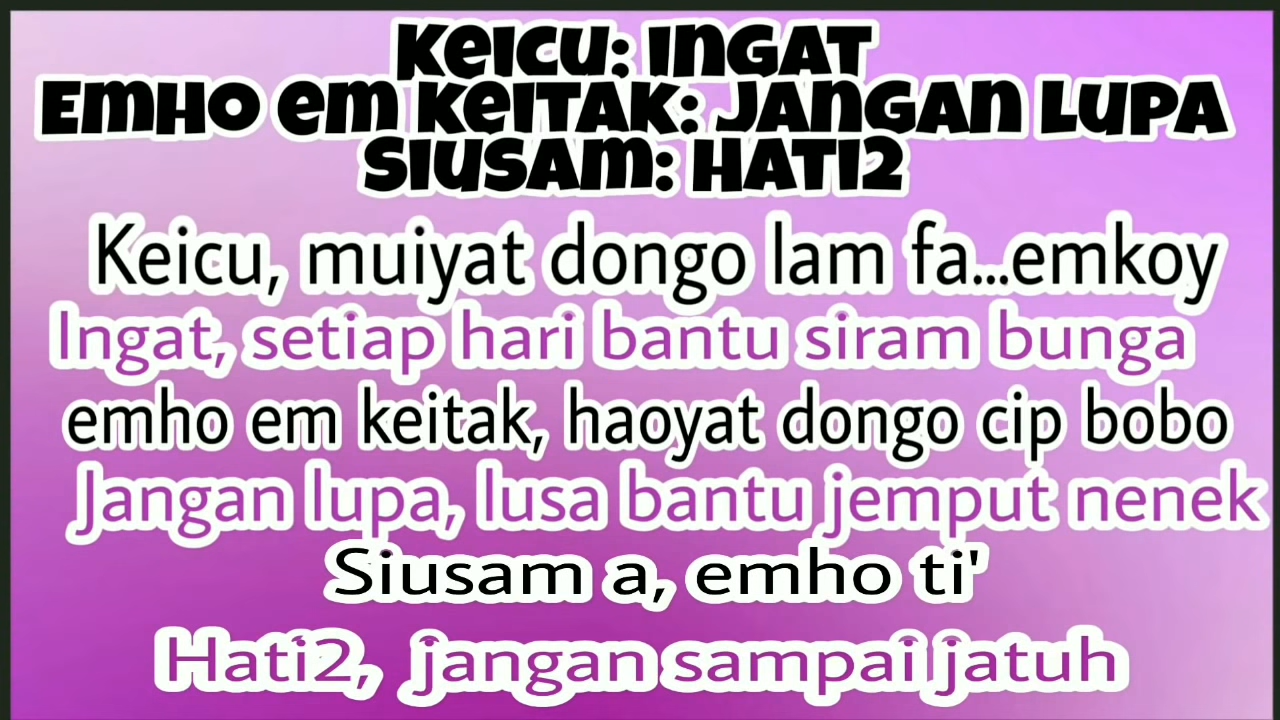 Keicu: Ingat
Emho em keitak: Jangan Lupa
Siusam: Hati2
Keicu, muiyat dongo lam fa...emkoy
Ingat, setiap hari bantu siram bunga
emho em keitak, haoyat dongo cip bobo
Jangan lupa, lusa bantu jemput nenek
Siusam a, emho ti'
Hati2, jangan sampai jatuh